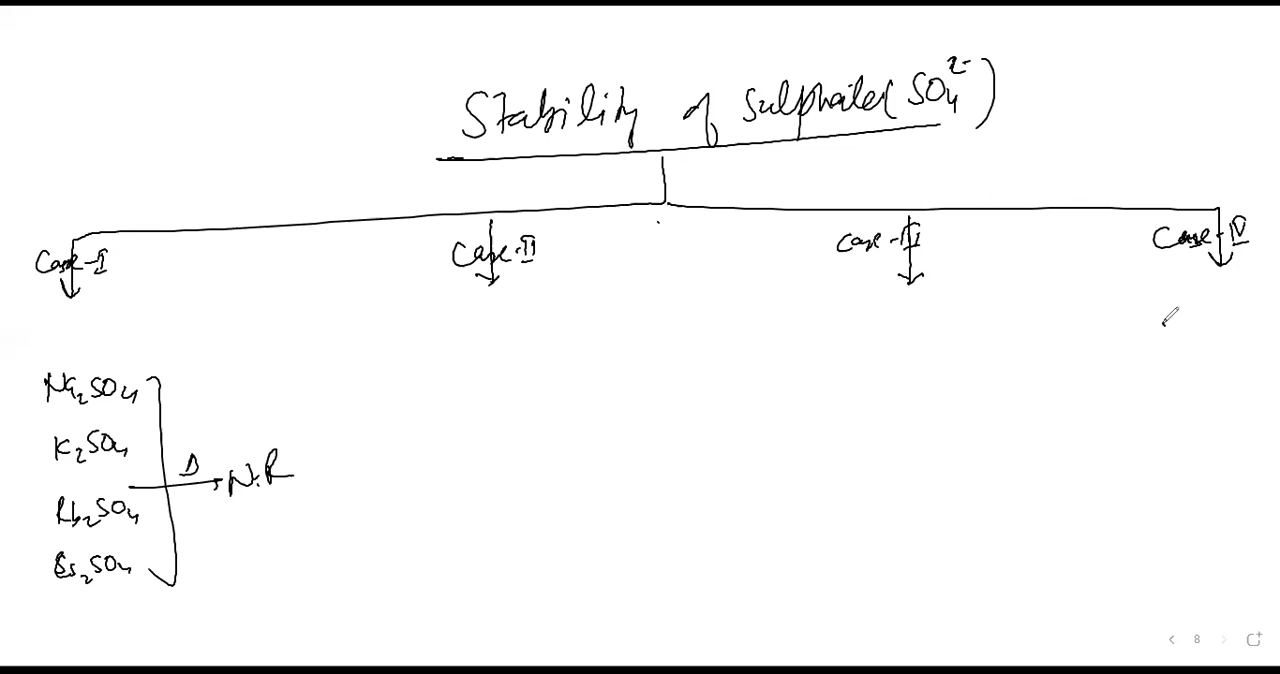 Stability of Sulphates (SO₄²⁻)
Case-I
Case-II
Case-III
Case-IV
Na₂SO₄
K₂SO₄
Δ
N.R
Rb₂SO₄
Cs₂SO₄
8